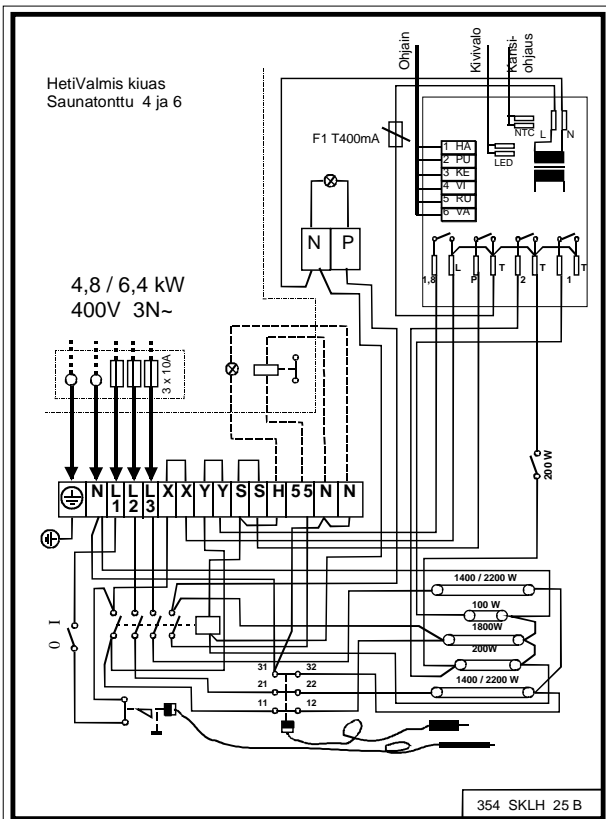 HetiValmis kiuas
Saunatonttu 4 ja 6
Ohjain
Kivivalo
Kansi-
ohjaus
F1 T400mA
NTC
L
N
LED
1 HA
2 PU
3 KE
4 VI
5 RU
6 VA
N P
1,8 L P T 2 T 1 T
4,8 / 6,4 kW
400V 3N~
3 x 10A
200W
N L1 L2 L3 X X Y Y S S H 55 N N
I
0
1400 / 2200 W
100 W
1800W
200W
1400 / 2200 W
31 32
21 22
11 12
354 SKLH 25 B